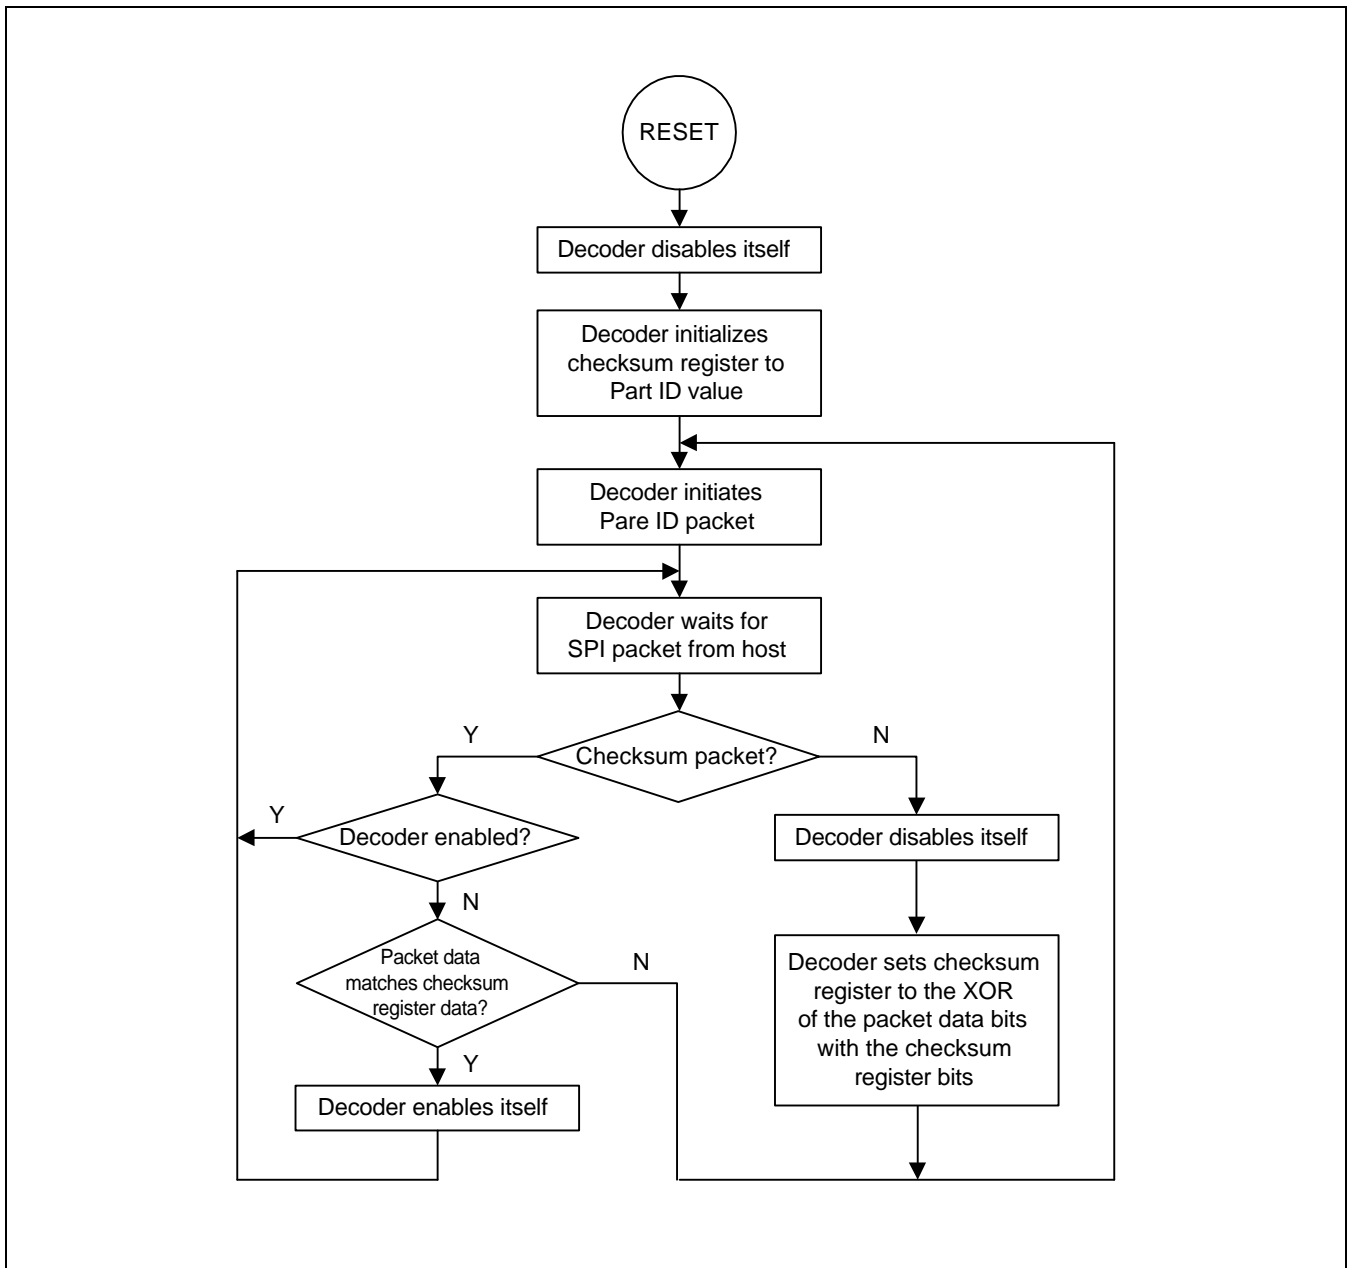 RESET
Decoder disables itself
Decoder initializes
checksum register to
Part ID value
Decoder initiates
Pare ID packet
Decoder waits for
SPI packet from host
Checksum packet?
Y
N
Decoder enabled?
Y
N
Decoder disables itself
Packet data
matches checksum
register data?
N
Y
Decoder sets checksum
register to the XOR
of the packet data bits
with the checksum
register bits
Decoder enables itself